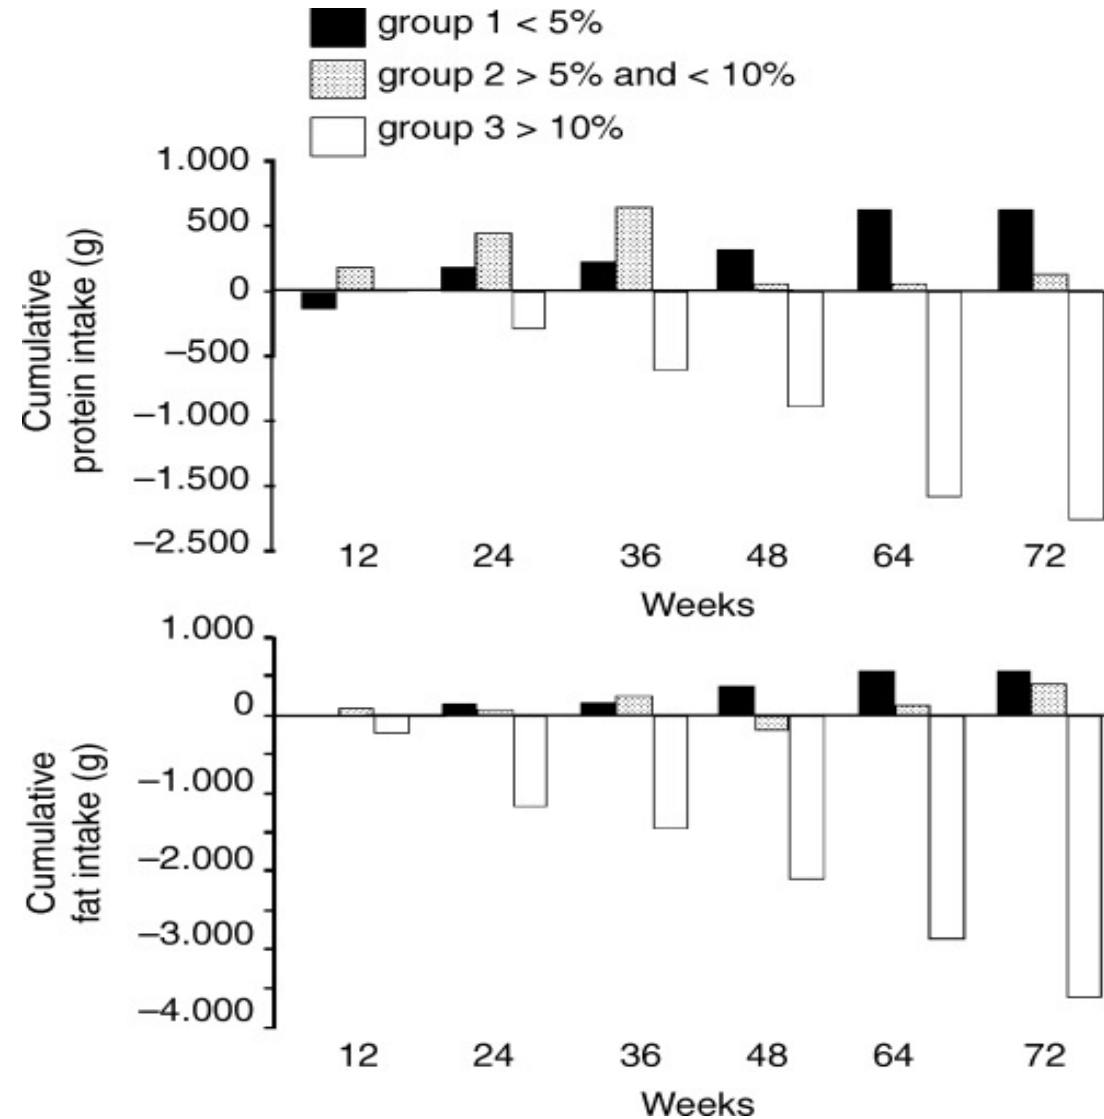 group 1 < 5%
group 2 > 5% and < 10%
group 3 > 10%
Cumulative
protein intake (g)
1.000
500
0
–500
–1.000
–1.500
–2.500
12 24 36 48 64 72
Weeks
Cumulative
fat intake (g)
1.000
0
–1.000
–2.000
–3.000
–4.000
12 24 36 48 64 72
Weeks